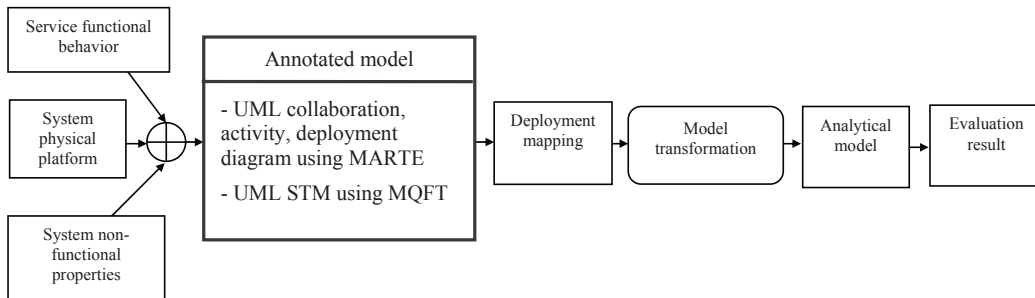 Service functional
behavior
System
physical
platform
System non-
functional
properties
Annotated model
- UML collaboration,
activity, deployment
diagram using MARTE
- UML STM using MQFT
Deployment
mapping
Model
transformation
Analytical
model
Evaluation
result